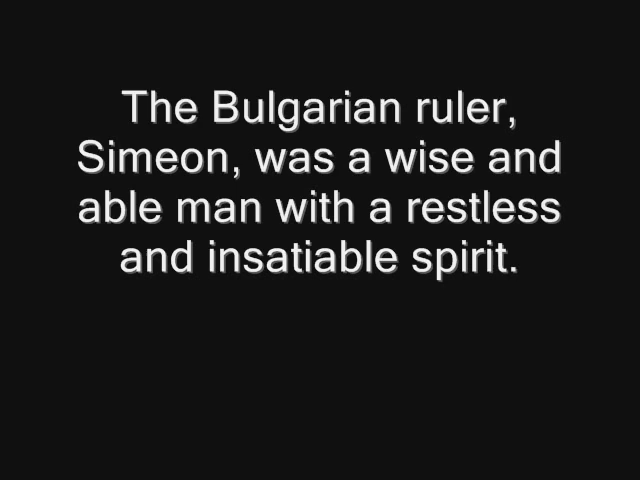 The Bulgarian ruler,
Simeon, was a wise and
able man with a restless
and insatiable spirit.